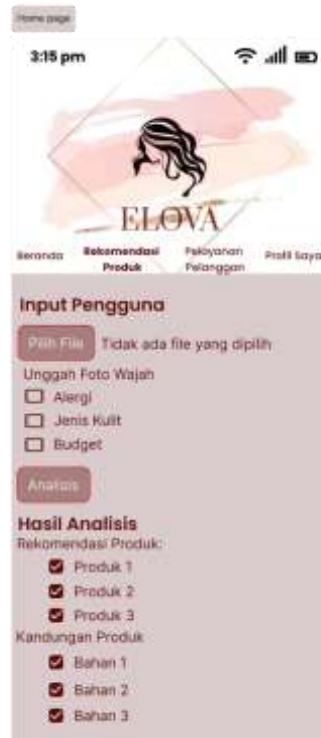 Home page
3:15 pm
ELOVA
Beranda
Rekomendasi
Produk
Pelayanan
Pelanggan
Profil Saya
Input Pengguna
Pilih File Tidak ada file yang dipilih
Unggah Foto Wajah
Alergi
Jenis Kulit
Budget
Analisis
Hasil Analisis
Rekomendasi Produk:
Produk 1
Produk 2
Produk 3
Kandungan Produk
Bahan 1
Bahan 2
Bahan 3